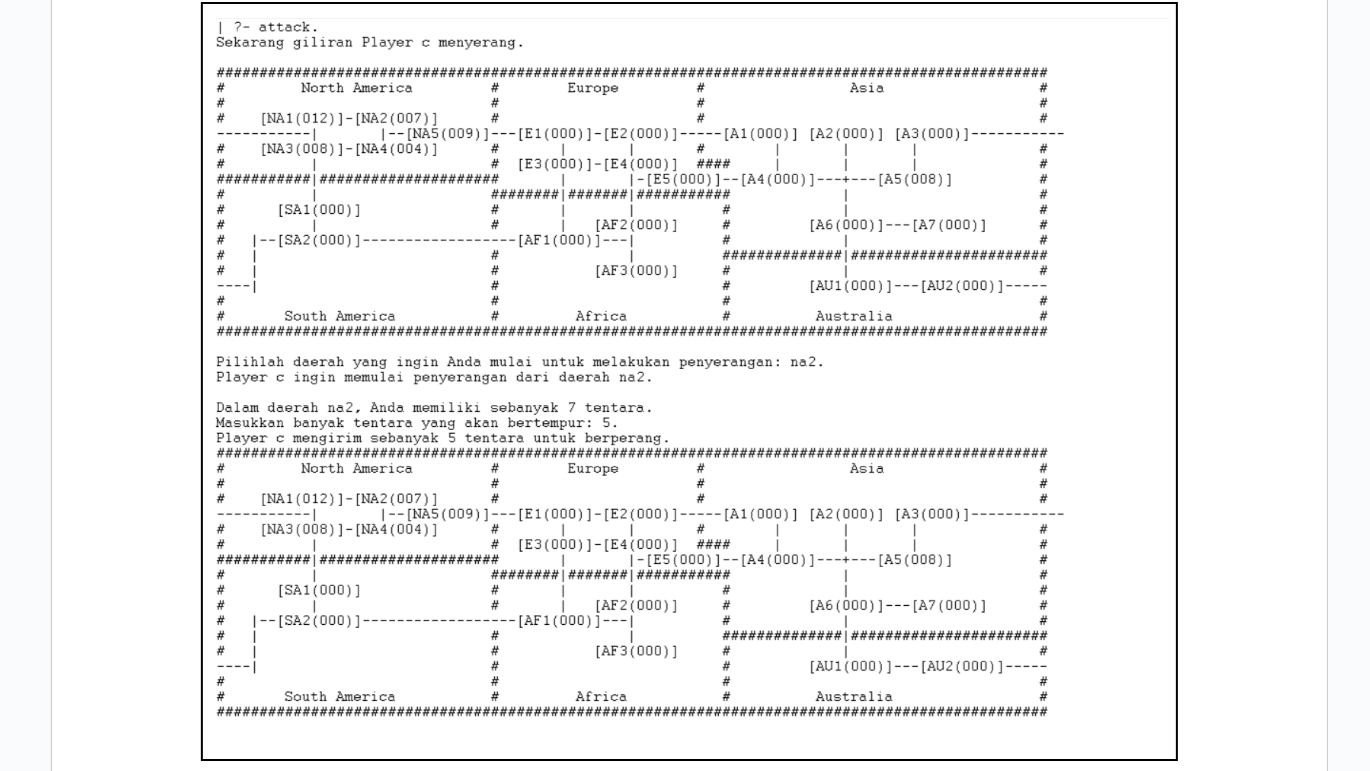 | ?- attack.
Sekarang giliran Player c menyerang.

#################################################################################################
#         North America         #        Europe         #                 Asia                  #
#                               #                       #                                       #
#    [NA1(012)]-[NA2(007)]      #                       #                                       #
-----------|       |--[NA5(009)]---[E1(000)]-[E2(000)]-----[A1(000)] [A2(000)] [A3(000)]-----------
#    [NA3(008)]-[NA4(004)]      #       |       |       #        |       |       |              #
#          |                    #  [E3(000)]-[E4(000)]  ####     |       |       |              #
###########|#####################       |       |-[E5(000)]--[A4(000)]---+---[A5(008)]          #
#          |                    ########|#######|###########             |                      #
#      [SA1(000)]               #       |       |          #             |                      #
#          |                    #       |   [AF2(000)]     #         [A6(000)]---[A7(000)]      #
#   |--[SA2(000)]------------------[AF1(000)]---|          #             |                      #
#   |                           #               |          ##############|#######################
#   |                           #           [AF3(000)]     #             |                      #
----|                           #                          #         [AU1(000)]---[AU2(000)]-----
#                               #                          #                                    #
#       South America           #         Africa           #          Australia                 #
#################################################################################################

Pilihlah daerah yang ingin Anda mulai untuk melakukan penyerangan: na2.
Player c ingin memulai penyerangan dari daerah na2.

Dalam daerah na2, Anda memiliki sebanyak 7 tentara.
Masukkan banyak tentara yang akan bertempur: 5.
Player c mengirim sebanyak 5 tentara untuk berperang.
#################################################################################################
#         North America         #        Europe         #                 Asia                  #
#                               #                       #                                       #
#    [NA1(012)]-[NA2(007)]      #                       #                                       #
-----------|       |--[NA5(009)]---[E1(000)]-[E2(000)]-----[A1(000)] [A2(000)] [A3(000)]-----------
#    [NA3(008)]-[NA4(004)]      #       |       |       #        |       |       |              #
#          |                    #  [E3(000)]-[E4(000)]  ####     |       |       |              #
###########|#####################       |       |-[E5(000)]--[A4(000)]---+---[A5(008)]          #
#          |                    ########|#######|###########             |                      #
#      [SA1(000)]               #       |       |          #             |                      #
#          |                    #       |   [AF2(000)]     #         [A6(000)]---[A7(000)]      #
#   |--[SA2(000)]------------------[AF1(000)]---|          #             |                      #
#   |                           #               |          ##############|#######################
#   |                           #           [AF3(000)]     #             |                      #
----|                           #                          #         [AU1(000)]---[AU2(000)]-----
#                               #                          #                                    #
#       South America           #         Africa           #          Australia                 #
#################################################################################################